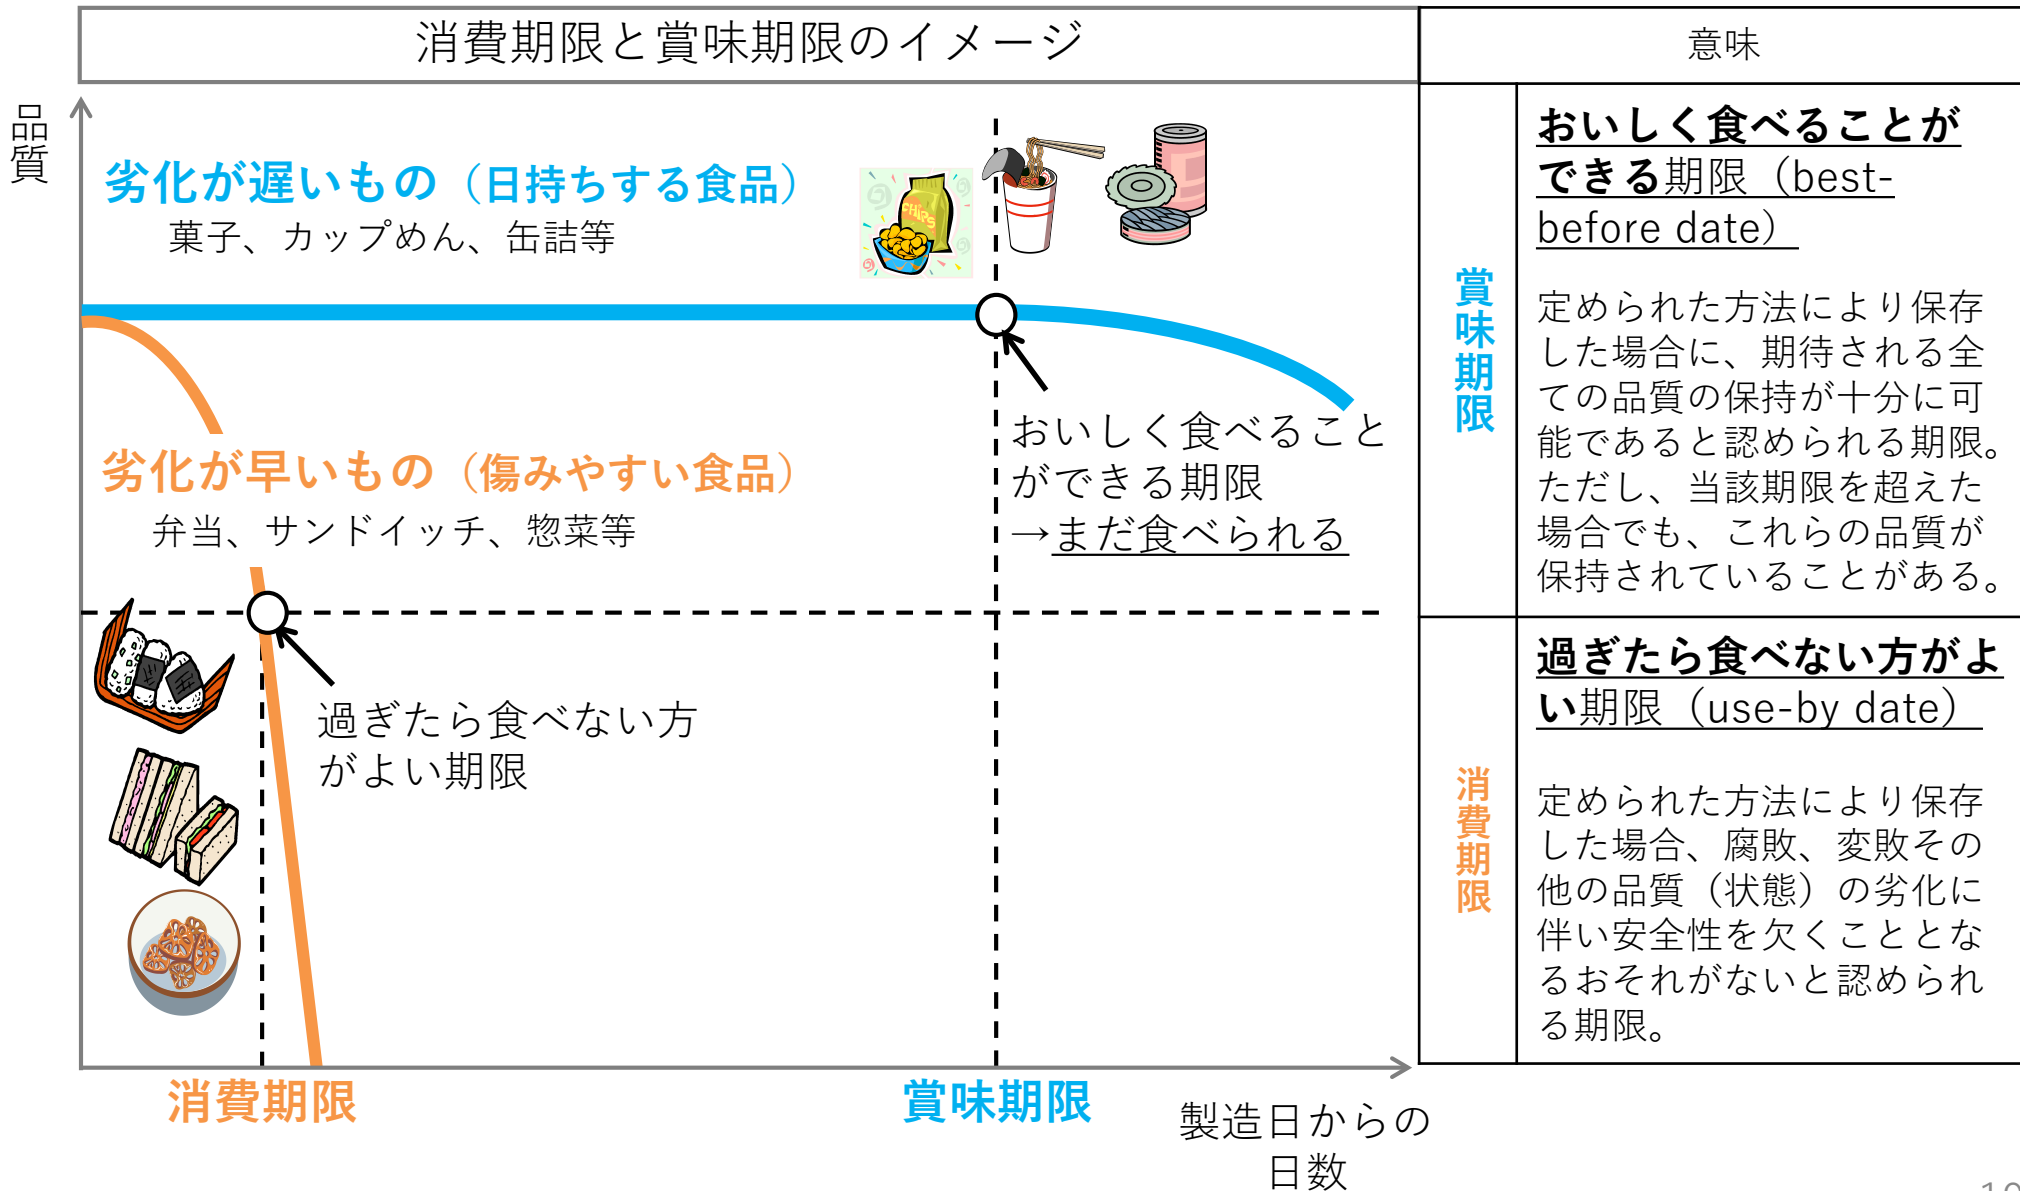 消費期限と賞味期限のイメージ
意味
品質
劣化が遅いもの（日持ちする食品）
菓子、カップめん、缶詰等
CHIPS
おいしく食べること
ができる期限
→まだ食べられる
劣化が早いもの（傷みやすい食品）
弁当、サンドイッチ、惣菜等
過ぎたら食べない方
がよい期限
消費期限
賞味期限
製造日からの
日数
賞味期限
おいしく食べることが
できる期限（best-
before date）
定められた方法により保存
した場合に、期待される全
ての品質の保持が十分に可
能であると認められる期限。
ただし、当該期限を超えた
場合でも、これらの品質が
保持されていることがある。
消費期限
過ぎたら食べない方がよ
い期限（use-by date）
定められた方法により保存
した場合、腐敗、変敗その
他の品質（状態）の劣化に
伴い安全性を欠くこととな
るおそれがないと認められ
る期限。